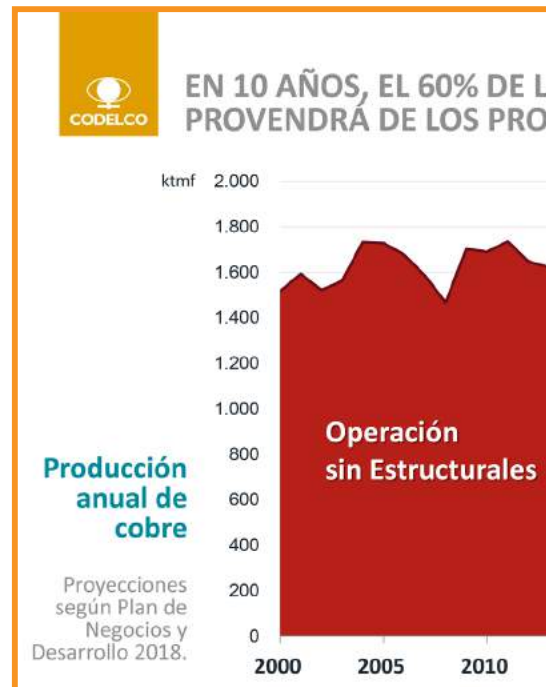 CODELCO
EN 10 AÑOS, EL 60% DE L
PROVENDRÁ DE LOS PRO
ktmf
2.000
1.800
1.600
1.400
1.200
1.000
800
600
400
200
0
Operación
sin Estructurales
Producción
anual de
cobre
Proyecciones
según Plan de
Negocios y
Desarrollo 2018.
2000 2005 2010